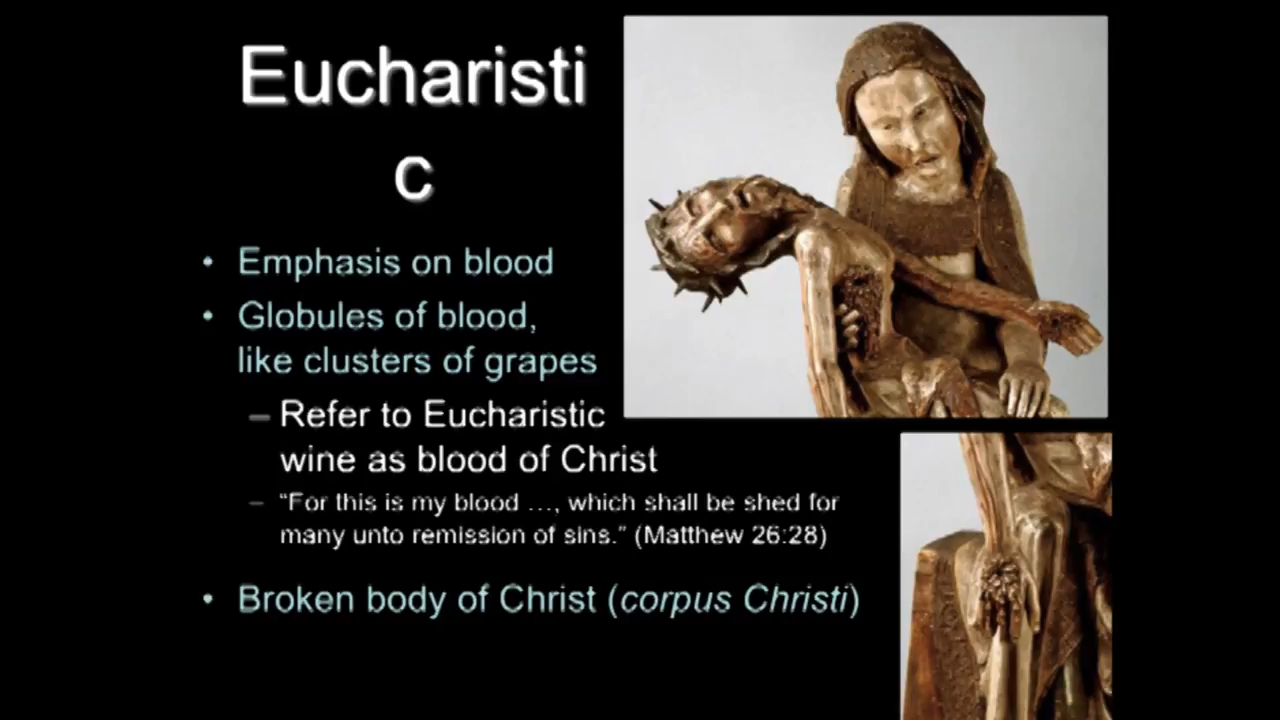 Eucharisti
c
• Emphasis on blood
• Globules of blood,
like clusters of grapes
– Refer to Eucharistic
wine as blood of Christ
– “For this is my blood …, which shall be shed for
many unto remission of sins.” (Matthew 26:28)
• Broken body of Christ (corpus Christi)